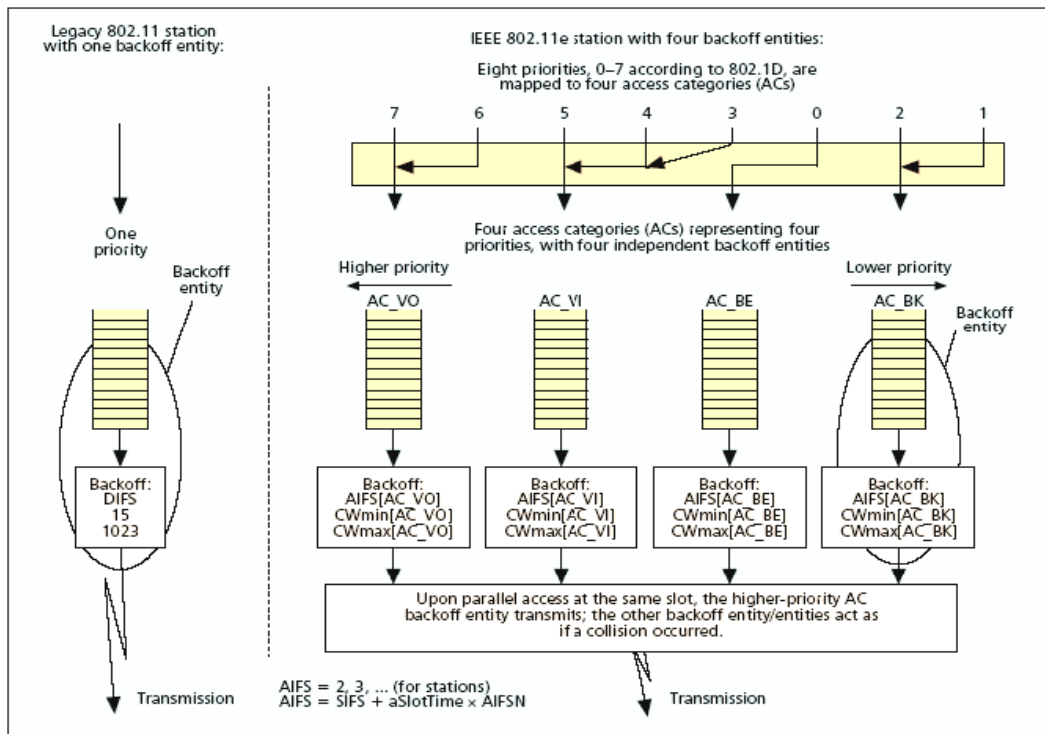 Legacy 802.11 station
with one backoff entity:
IEEE 802.11e station with four backoff entities:
Eight priorities, 0–7 according to 802.1D, are
mapped to four access categories (ACs)
7 6 5 4 3 0 2 1
One
priority
Four access categories (ACs) representing four
priorities, with four independent backoff entities
Backoff
entity
Higher priority
Lower priority
AC_VO AC_VI AC_BE AC_BK
Backoff
entity
Backoff:
DIFS
15
1023
Backoff:
AIFS[AC_VO]
CWmin[AC_VO]
CWmax[AC_VO]
Backoff:
AIFS[AC_VI]
CWmin[AC_VI]
CWmax[AC_VI]
Backoff:
AIFS[AC_BE]
CWmin[AC_BE]
CWmax[AC_BE]
Backoff:
AIFS[AC_BK]
CWmin[AC_BK]
CWmax[AC_BK]
Upon parallel access at the same slot, the higher-priority AC
backoff entity transmits; the other backoff entity/entities act as
if a collision occurred.
Transmission
AIFS = 2, 3, ... (for stations)
AIFS = SIFS + aSlotTime × AIFSN
Transmission